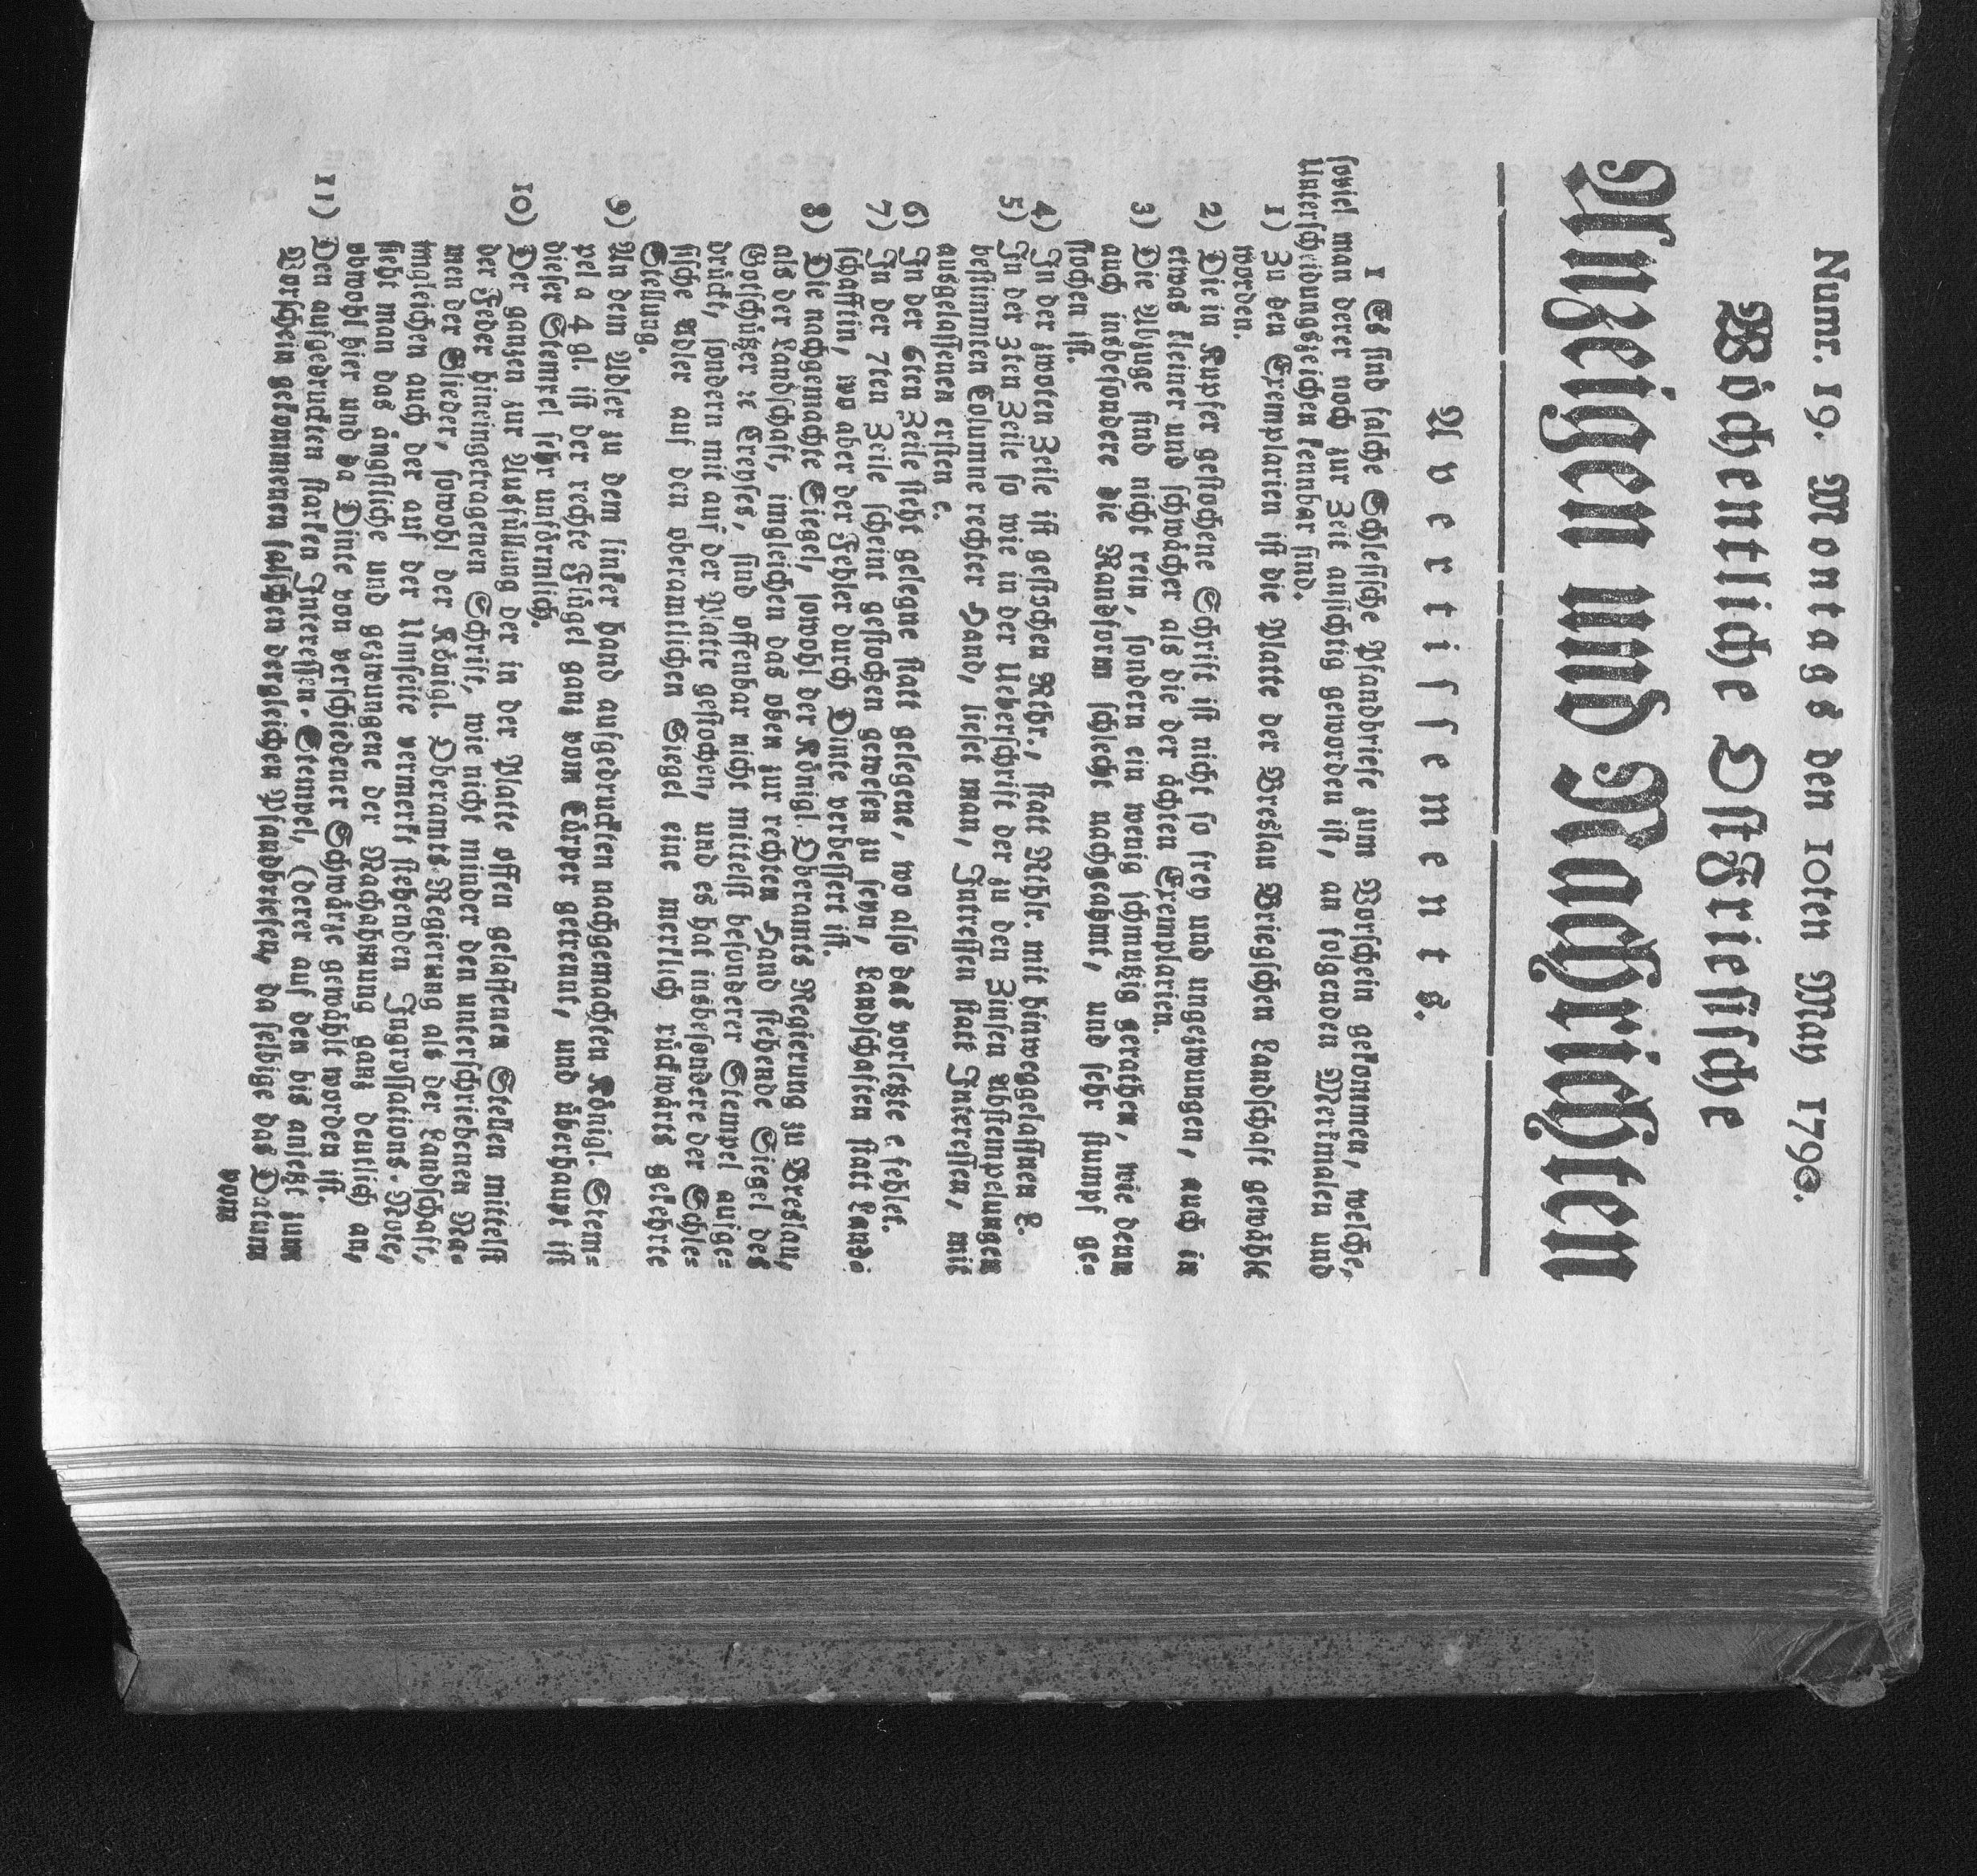 Numr. 19. Montags den 10ten May 1790.
Wöchentliche Ostfriesische
Anzeigen und Nachrichten
Avertissements.
1 Es sind falsche Schlesische Pfandbriefe zum Vorschein gekommen, welche,
soviel man derer noch zur Zeit ansichtig geworden ist, an folgenden Merkmalen und
Unterscheidungszeichen kennbar sind.
1) Zu den Exemplarien ist die Platte der Breslau Briegschen Landschaft gewählt
worden.
2) Die in Kupfer gestochene Schrift ist nicht so frey und ungezwungen, auch in
etwas kleiner und schwächer als die der ächten Exemplarien.
3) Die Abzuge sind nicht rein, sondern ein wenig schmutzig gerathen, wie denn
auch insbesondere die Randform schlecht nachgeahmt, und sehr stumpf ge-
stochen ist.
4) In der zwoten Zeile ist gestochen Rthr., statt Rthlr. mit hinweggelassnen L.
5) In der 3ten Zeile so wie in der Ueberschrift der zu den Zinsen Abstempelungen
bestimmten Columne rechter Hand, lieset man, Intressen statt Interessen, mit
ausgelassenen ersten e.
6) In der 6ten Zeile steht gelegne statt gelegene, wo also das vorletzte e fehlet.
7) In der 7ten Zeile scheint gestochen gewesen zu seyn, Landschaften statt Land-
schafftin, wo aber der Fehler durch Dinte verbessert ist.
8) Die nachgemachte Siegel, sowohl der Königl. Oberamts Regierung zu Breslau,
als der Landschaft, imgleichen das oben zur rechten Hand stehende Siegel des
Gotschützer ꝛc Creyses, sind offenbar nicht mittelst besonderer Stempel aufge-
drückt, sondern mit auf der Platte gestochen, und es hat insbesondere der Schle-
sische Adler auf den oberamtlichen Siegel eine merklich rückwärts gekehrte
Stellung.
9) An dem Adler zu dem linker hand aufgedruckten nachgemachten Königl. Stem-
pel a 4 gl. ist der rechte Flügel ganz vom Cörper getrennt, und überhaupt ist
dieser Stempel sehr unförmlich.
10) Der ganzen zur Ausfüllung der in der Platte offen gelassenen Stellen mittelst
der Feder hineingetragenen Schrift, wie nicht minder den unterschriebenen Na-
men der Glieder, sowohl der Königl. Oberamts-Regierung als der Landschaft,
imgleichen auch der auf der Umseite vermerkt stehenden Ingrossations-Note,
sieht man das ängstliche und gezwungene der Nachahmung ganz deutlich an,
obwohl hier und da Dinte von verschiedener Schwärze gewählt worden ist.
11) Den aufgedruckten starken Interessen-Stempel, (derer auf den bis anjetzt zum
Vorschein gekommenen falschen dergleichen Pfandbriefen, da selbige das Datum
vom